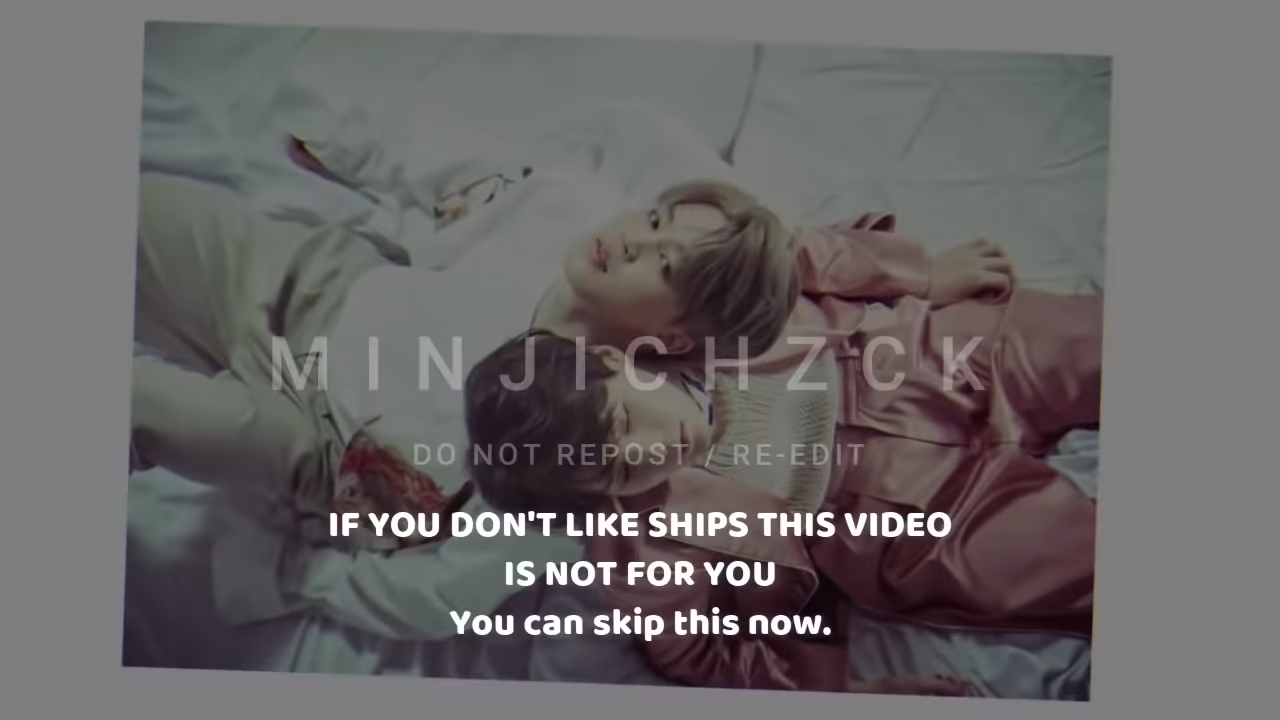 MINJICHZCK
DO NOT REPOST / RE-EDIT
IF YOU DON'T LIKE SHIPS THIS VIDEO
IS NOT FOR YOU
You can skip this now.